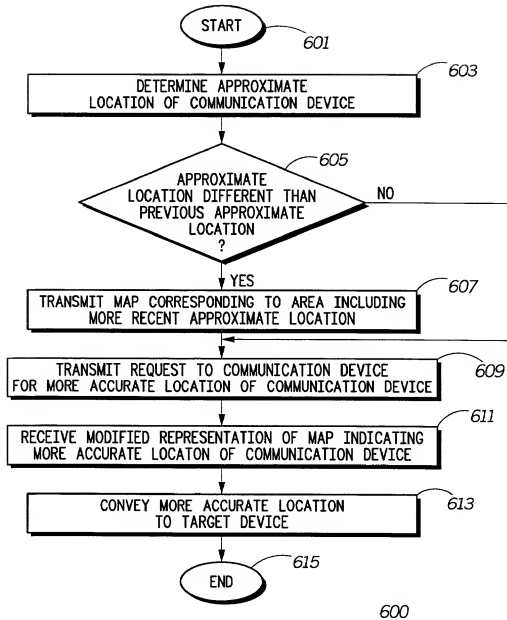 START
601
603
DETERMINE APPROXIMATE
LOCATION OF COMMUNICATION DEVICE
605
APPROXIMATE
LOCATION DIFFERENT THAN
PREVIOUS APPROXIMATE
LOCATION
?
NO
YES
607
TRANSMIT MAP CORRESPONDING TO AREA INCLUDING
MORE RECENT APPROXIMATE LOCATION
TRANSMIT REQUEST TO COMMUNICATION DEVICE
FOR MORE ACCURATE LOCATION OF COMMUNICATION DEVICE
609
611
RECEIVE MODIFIED REPRESENTATION OF MAP INDICATING
MORE ACCURATE LOCATON OF COMMUNICATION DEVICE
613
CONVEY MORE ACCURATE LOCATION
TO TARGET DEVICE
615
END
600